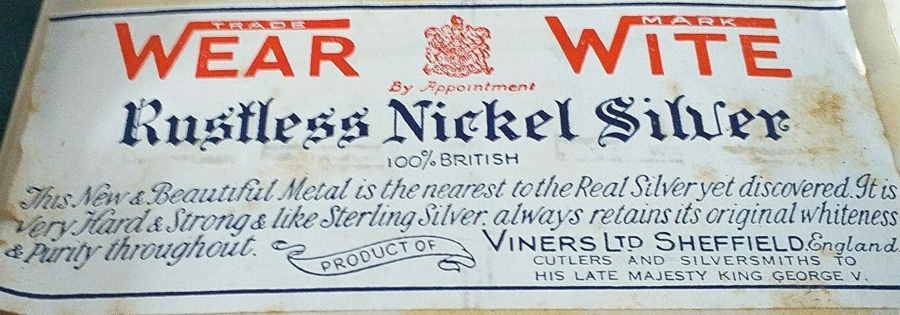 TRADE MARK
WEAR WITE
By Appointment
Rustless Nickel Silver
100% BRITISH
This New & Beautiful Metal is the nearest to the Real Silver yet discovered. It is
Very Hard & Strong & like Sterling Silver, always retains its original whiteness
& Purity throughout.
PRODUCT OF VINERS LTD SHEFFIELD, England
CUTLERS AND SILVERSMITHS TO
HIS LATE MAJESTY KING GEORGE V.